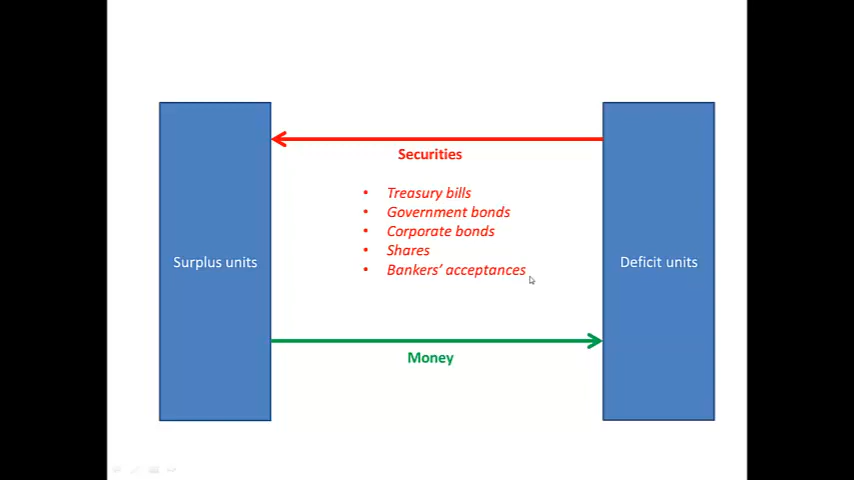 Securities
• Treasury bills
• Government bonds
• Corporate bonds
• Shares
• Bankers’ acceptances
Surplus units
Deficit units
Money